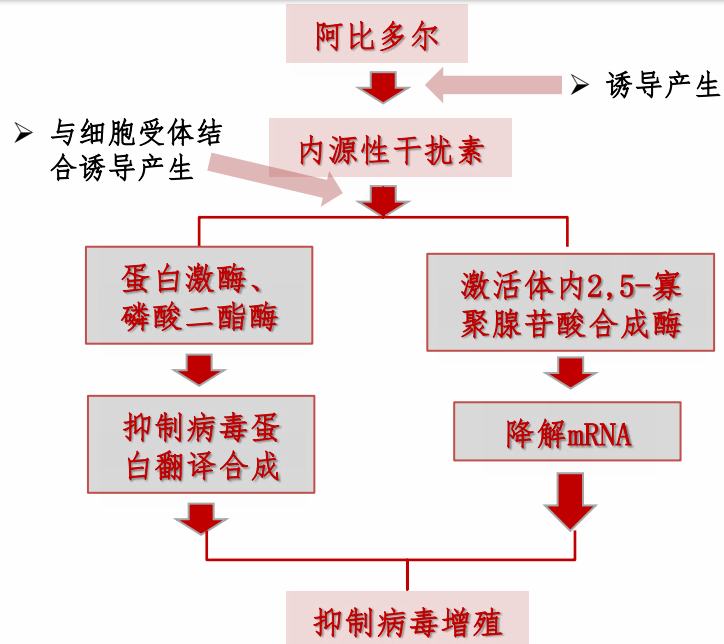 阿比多尔
➢ 诱导产生
➢ 与细胞受体结
合诱导产生
内源性干扰素
蛋白激酶、
磷酸二酯酶
激活体内2,5-寡
聚腺苷酸合成酶
抑制病毒蛋
白翻译合成
降解mRNA
抑制病毒增殖